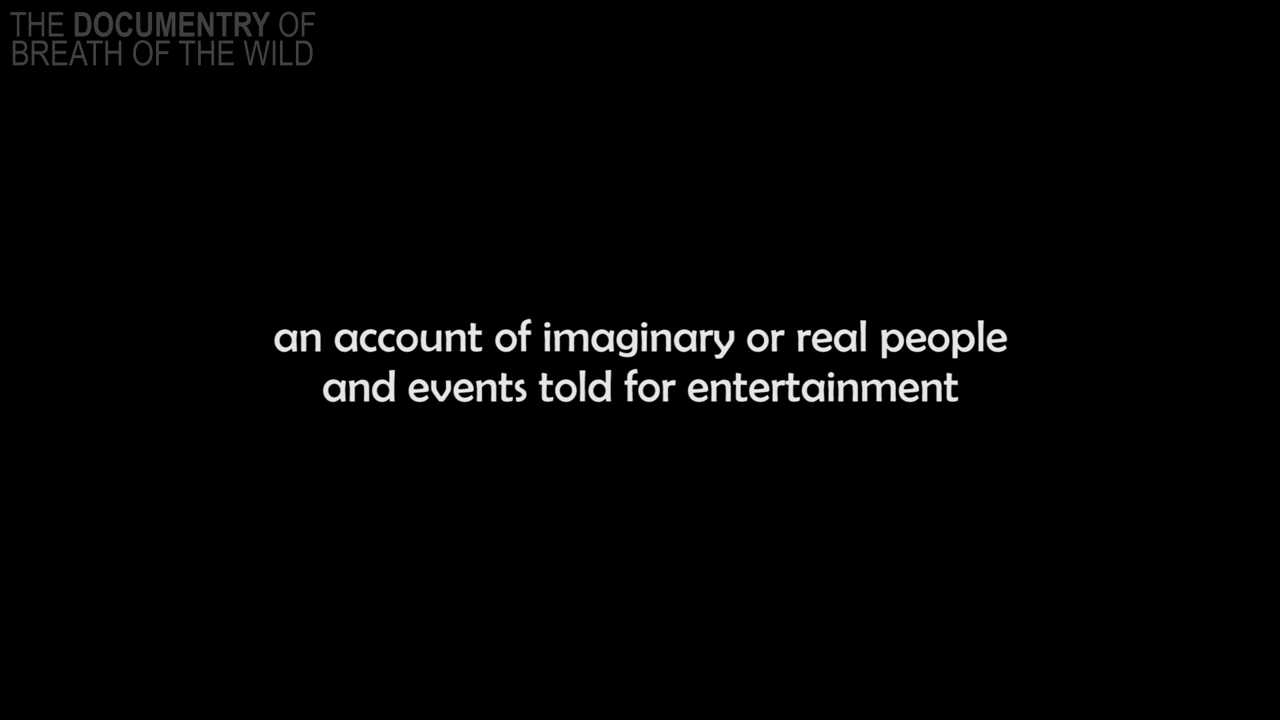 THE DOCUMENTRY OF
BREATH OF THE WILD
an account of imaginary or real people
and events told for entertainment